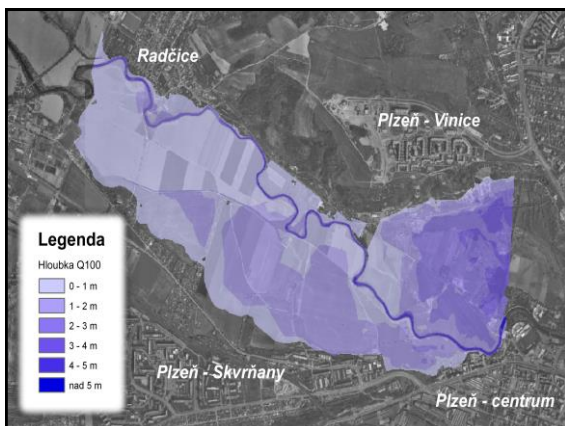 Radčice
Plzeň - Vinice
Legenda
Hloubka Q100
0 - 1 m
1 - 2 m
2 - 3 m
3 - 4 m
4 - 5 m
nad 5 m
Plzeň - Skvrňany
Plzeň - centrum